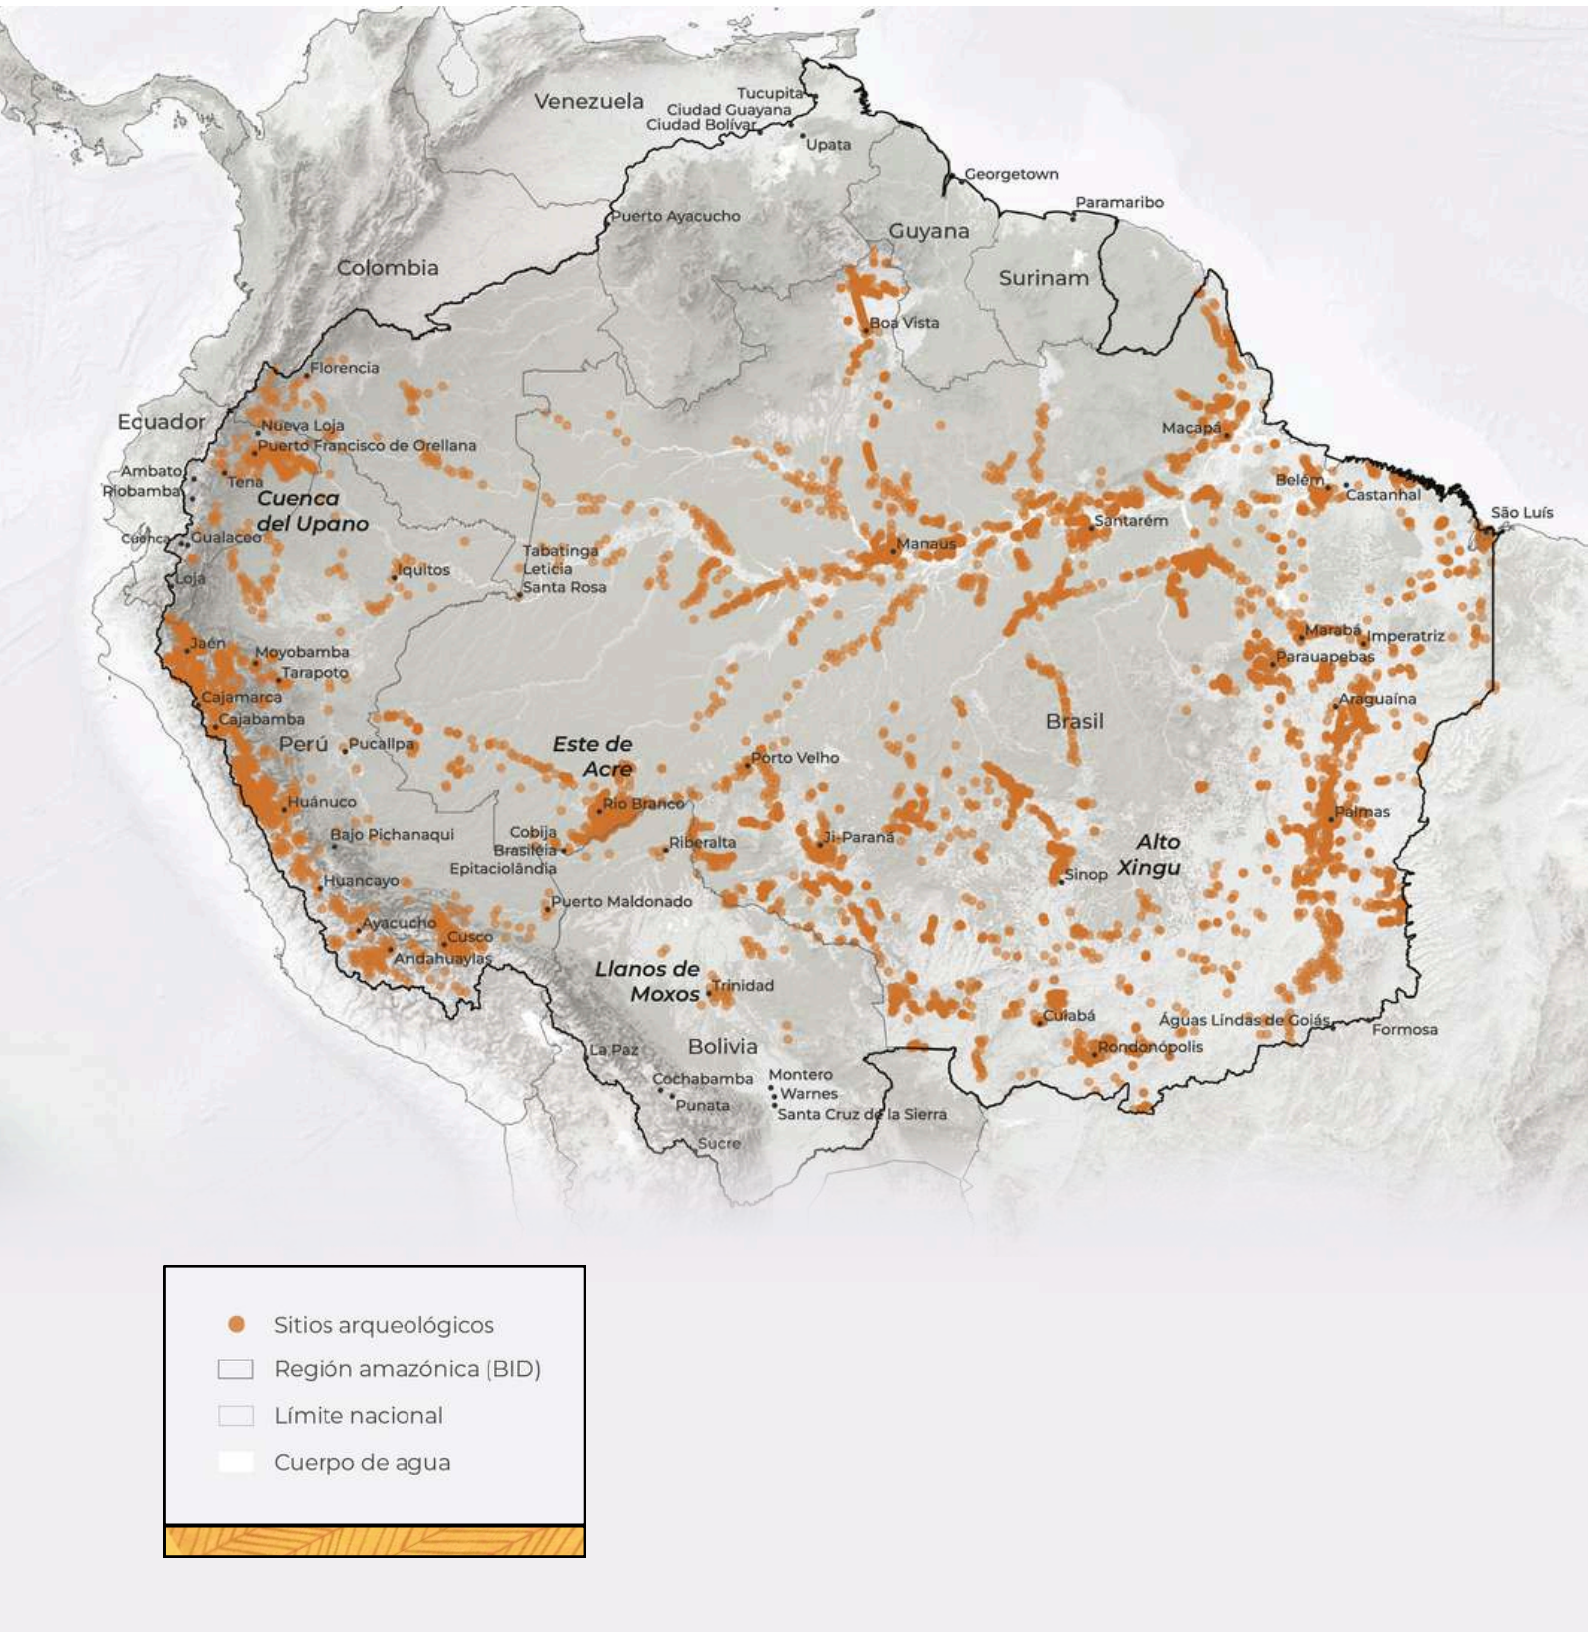 Tucupita
Venezuela
Ciudad Guayana
Ciudad Bolívar
Upata
Georgetown
Paramaribo
Puerto Ayacucho
Guyana
Colombia
Surinam
Boa Vista
Florencia
Ecuador
Nueva Loja
Macapá
Puerto Francisco de Orellana
Ambato
Tena
Belém
Riobamba
Castanhal
Cuenca
del Upano
São Luís
Santarém
Cuenca
Gualaceo
Manaus
Tabatinga
Leticia
Santa Rosa
Iquitos
Loja
Jaén
Marabá
Imperatriz
Moyobamba
Parauapebas
Tarapoto
Cajamarca
Araguaína
Cajabamba
Brasil
Perú
Pucallpa
Este de
Acre
Porto Velho
Huánuco
Rio Branco
Palmas
Bajo Pichanaqui
Cobija
Brasiléia
Epitaciolândia
Riberalta
Ji-Paraná
Alto
Xingu
Sinop
Huancayo
Puerto Maldonado
Ayacucho
Cusco
Andahuaylas
Llanos de
Moxos
Trinidad
Cuiabá
Águas Lindas de Goiás
Formosa
Bolivia
Rondonópolis
La Paz
Cochabamba
Montero
Warnes
Punata
Santa Cruz de la Sierra
Sucre
Sitios arqueológicos
Región amazónica (BID)
Límite nacional
Cuerpo de agua